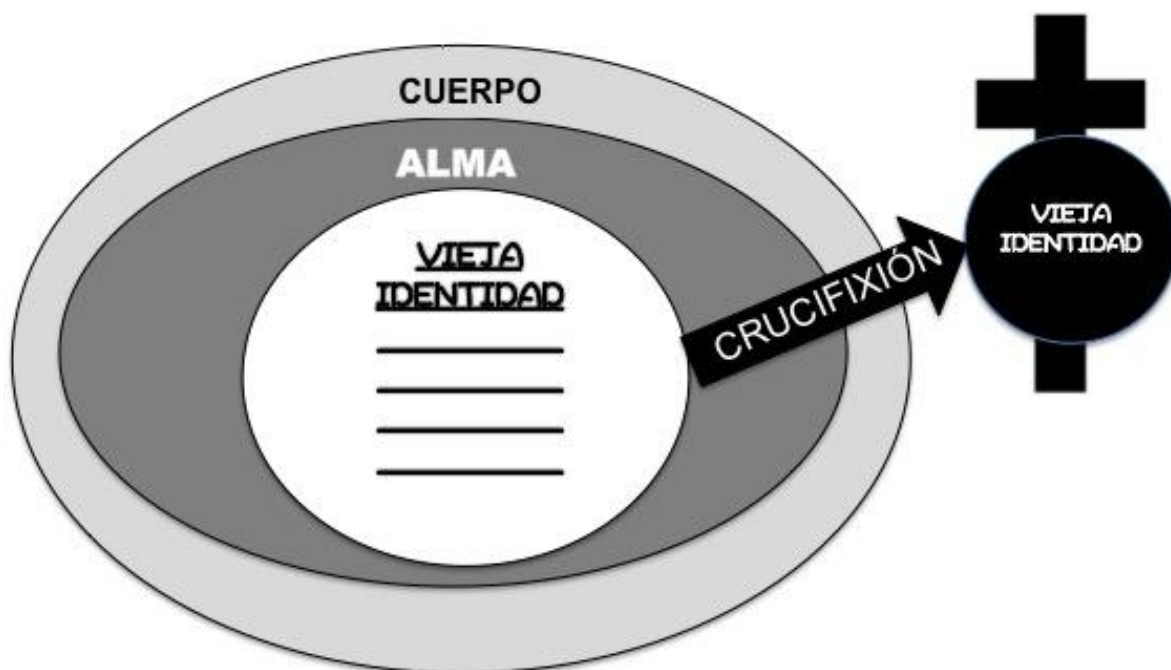 CUERPO
ALMA
VIEJA
IDENTIDAD
CRUCIFIXIÓN
VIEJA
IDENTIDAD